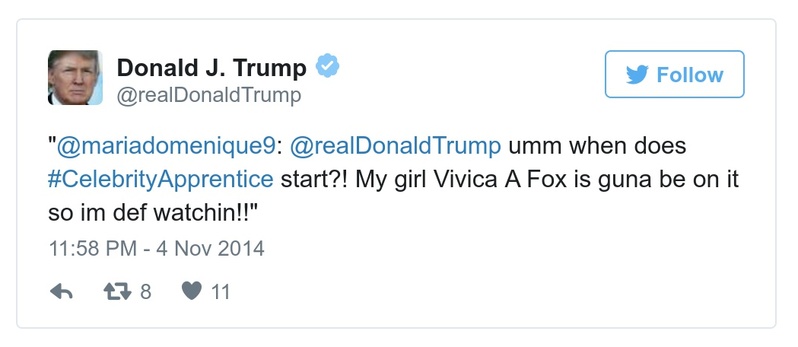 Donald J. Trump
@realDonaldTrump
Follow
"@mariadomenique9: @realDonaldTrump umm when does
#CelebrityApprentice start?! My girl Vivica A Fox is guna be on it
so im def watchin!!"
11:58 PM - 4 Nov 2014
8 11